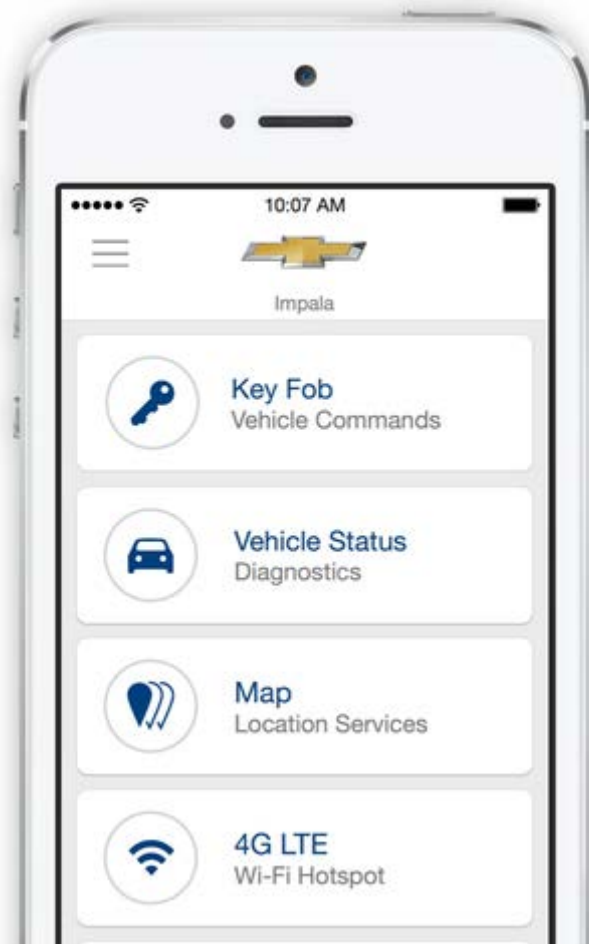 10:07 AM
Impala
Key Fob
Vehicle Commands
Vehicle Status
Diagnostics
Map
Location Services
4G LTE
Wi-Fi Hotspot